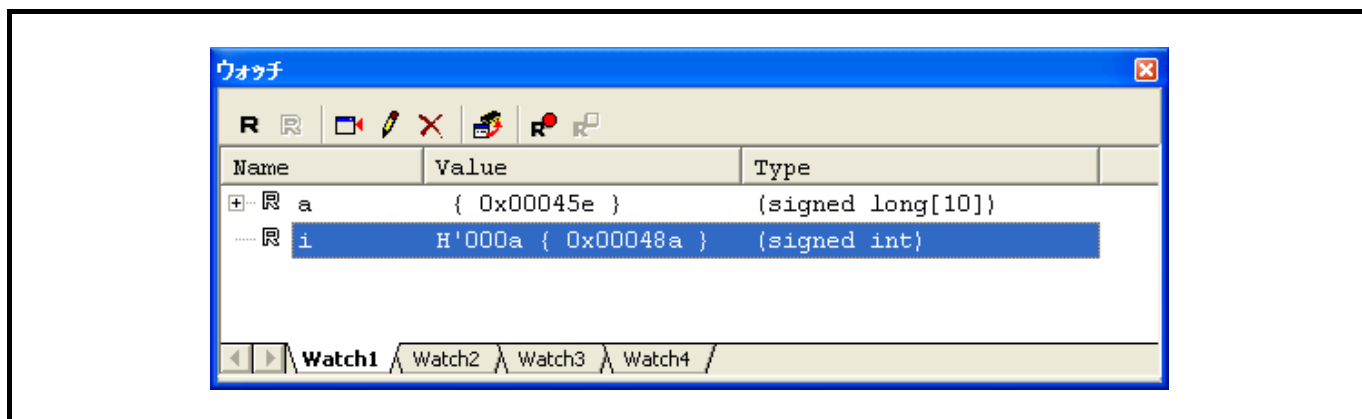 ウォッチ
R R R R
Name Value Type
R a { 0x00045e } (signed long[10])
R i H'000a { 0x00048a } (signed int)
Watch1 Watch2 Watch3 Watch4